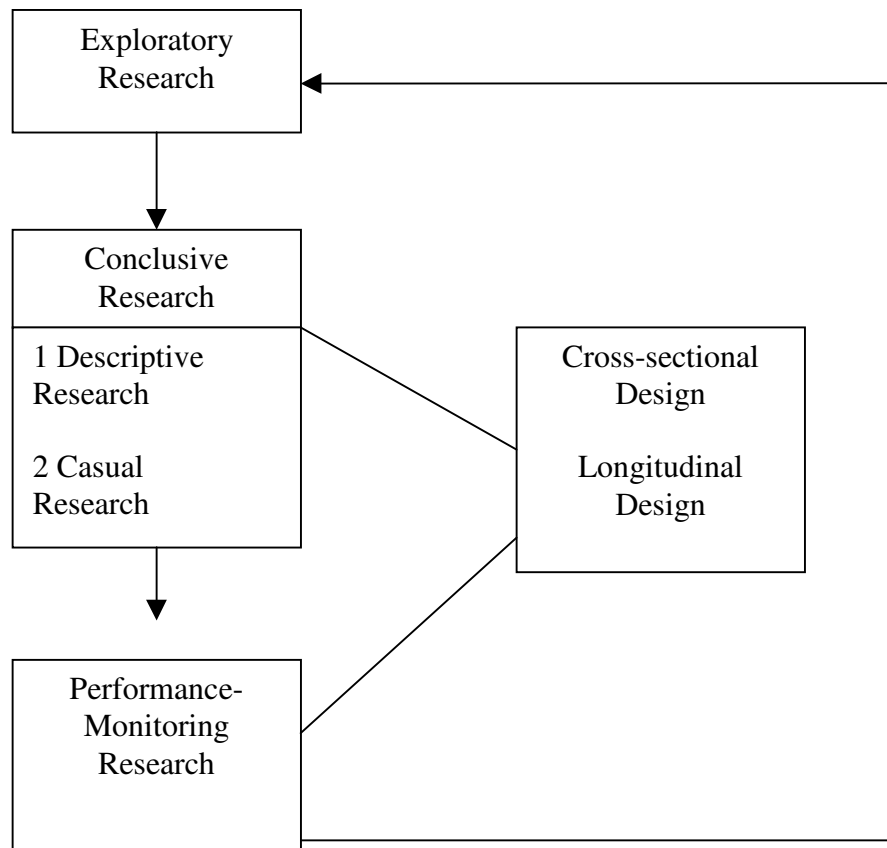 Exploratory
Research
Conclusive
Research
1 Descriptive
Research
2 Casual
Research
Cross-sectional
Design
Longitudinal
Design
Performance-
Monitoring
Research